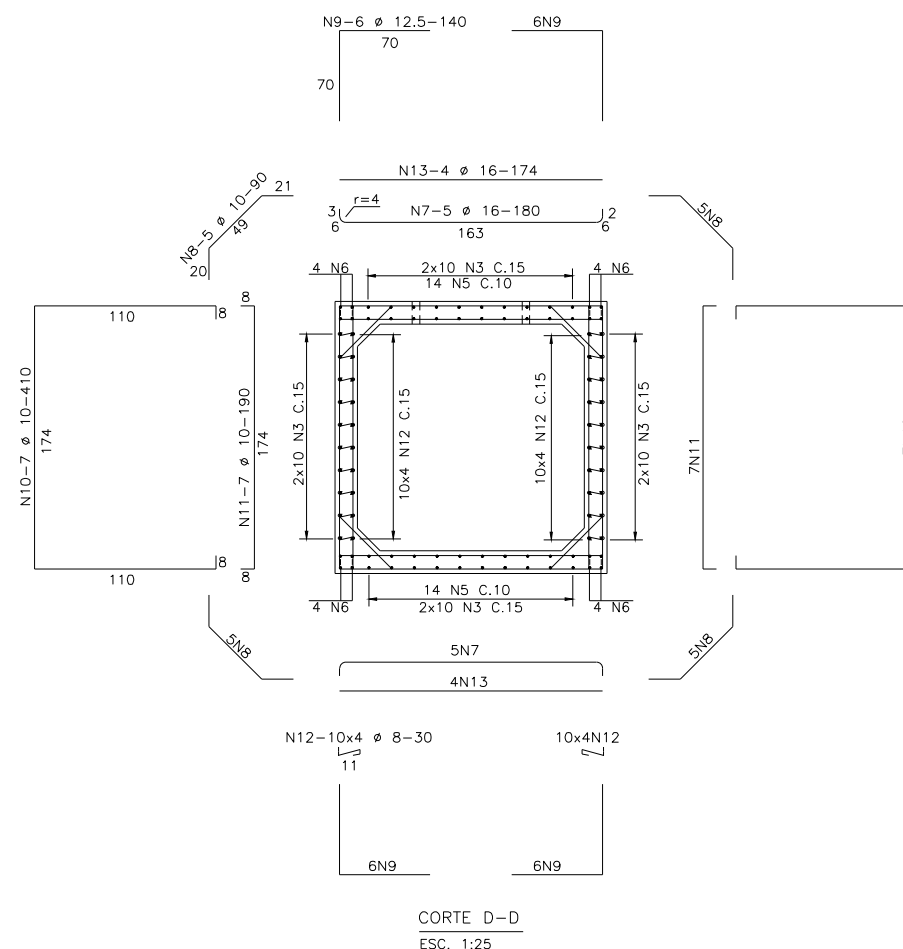 N9-6 ø 12.5-140
6N9
70
70
N13-4 ø 16-174
r=4
3
6
N7-5 ø 16-180
163
2
6
21
N8-5 ø 10-90
49
20
5N8
4 N6
2x10 N3 C.15
14 N5 C.10
4 N6
110
8
8
N10-7 ø 10-410
174
N11-7 ø 10-190
174
2x10 N3 C.15
10x4 N12 C.15
10x4 N12 C.15
2x10 N3 C.15
7N11
8
8
110
4 N6
14 N5 C.10
2x10 N3 C.15
4 N6
5N8
5N8
5N7
4N13
N12-10x4 ø 8-30
11
10x4N12
6N9
6N9
CORTE D-D
ESC. 1:25